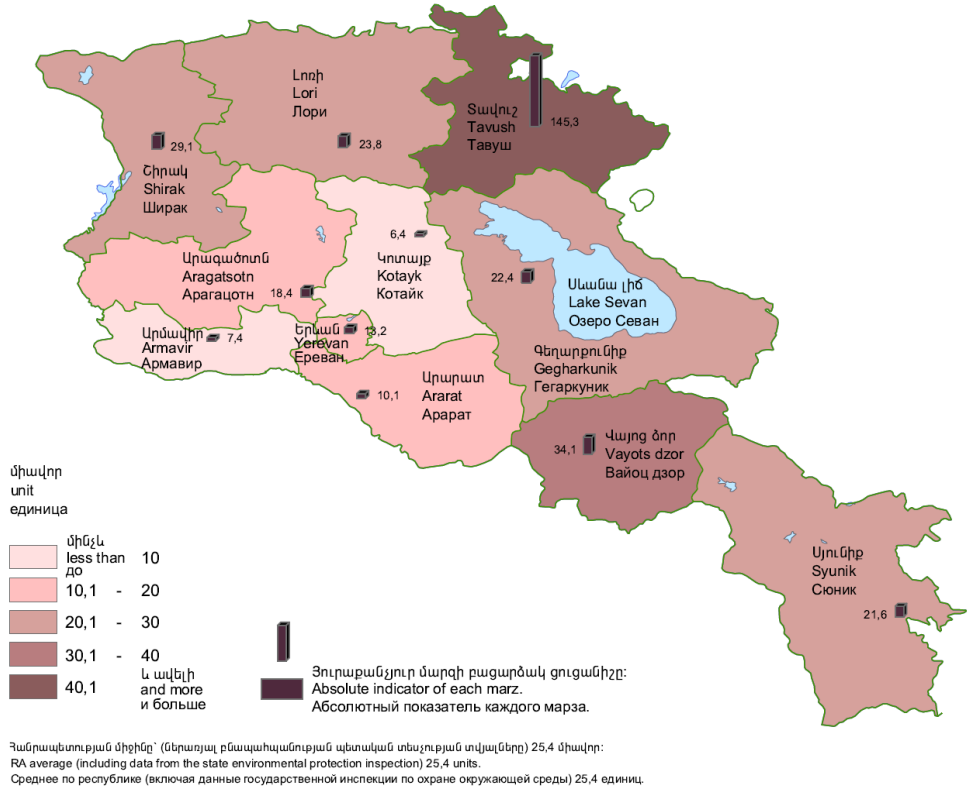 Լոռի
Lori
Лори
23,8
Տավուշ
Tavush
Тавуш
145,3
29,1
Շիրակ
Shirak
Ширак
6,4
Կոտայք
Kotayk
Котайк
Արագածոտն
Aragatsotn
Арагацотн
18,4
22,4
Սևանա լիճ
Lake Sevan
Озеро Севан
Արմավիր
Armavir
Армавир
7,4
Երևան
Yerevan
Ереван
13,2
Գեղարքունիք
Gegharkunik
Гегаркуник
Արարատ
Ararat
Арарат
10,1
34,1
Վայոց ձոր
Vayots dzor
Вайоц дзор
Սյունիք
Syunik
Сюник
21,6
միավոր
unit
единица
մինչև
less than 10
до
10,1 - 20
20,1 - 30
30,1 - 40
40,1
և ավելի
and more
и больше
Յուրաքանչյուր մարզի բացարձակ ցուցանիշը:
Absolute indicator of each marz.
Абсолютный показатель каждого марза.
Հանրապետության միջինը` (ներառյալ բնապահպանության պետական տեսչության տվյալները) 25,4 միավոր:
RA average (including data from the state environmental protection inspection) 25,4 units.
Среднее по республике (включая данные государственной инспекции по охране окружающей среды) 25,4 единиц.